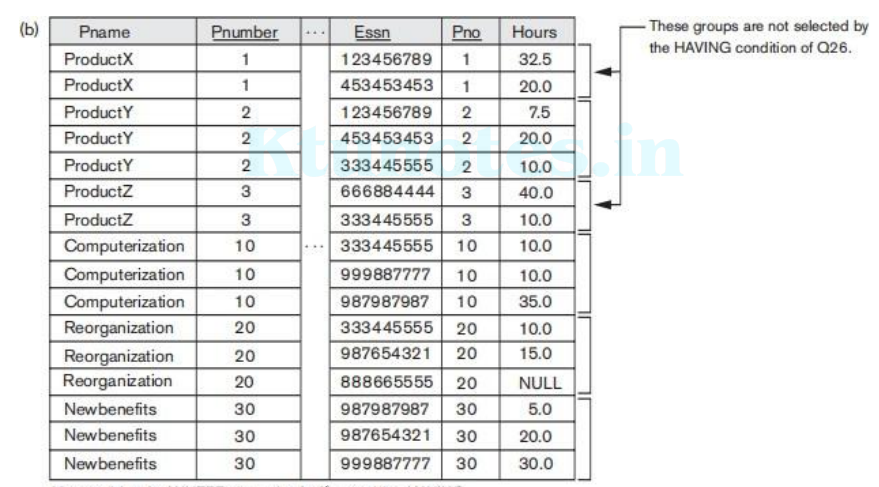 (b)
Pname Pnumber ... Essn Pno Hours
ProductX 1 123456789 1 32.5
ProductX 1 453453453 1 20.0
ProductY 2 123456789 2 7.5
ProductY 2 453453453 2 20.0
ProductY 2 333445555 2 10.0
ProductZ 3 666884444 3 40.0
ProductZ 3 333445555 3 10.0
Computerization 10 ... 333445555 10 10.0
Computerization 10 999887777 10 10.0
Computerization 10 987987987 10 35.0
Reorganization 20 333445555 20 10.0
Reorganization 20 987654321 20 15.0
Reorganization 20 888665555 20 NULL
Newbenefits 30 987987987 30 5.0
Newbenefits 30 987654321 30 20.0
Newbenefits 30 999887777 30 30.0
These groups are not selected by
the HAVING condition of Q26.
Ktunotes.in